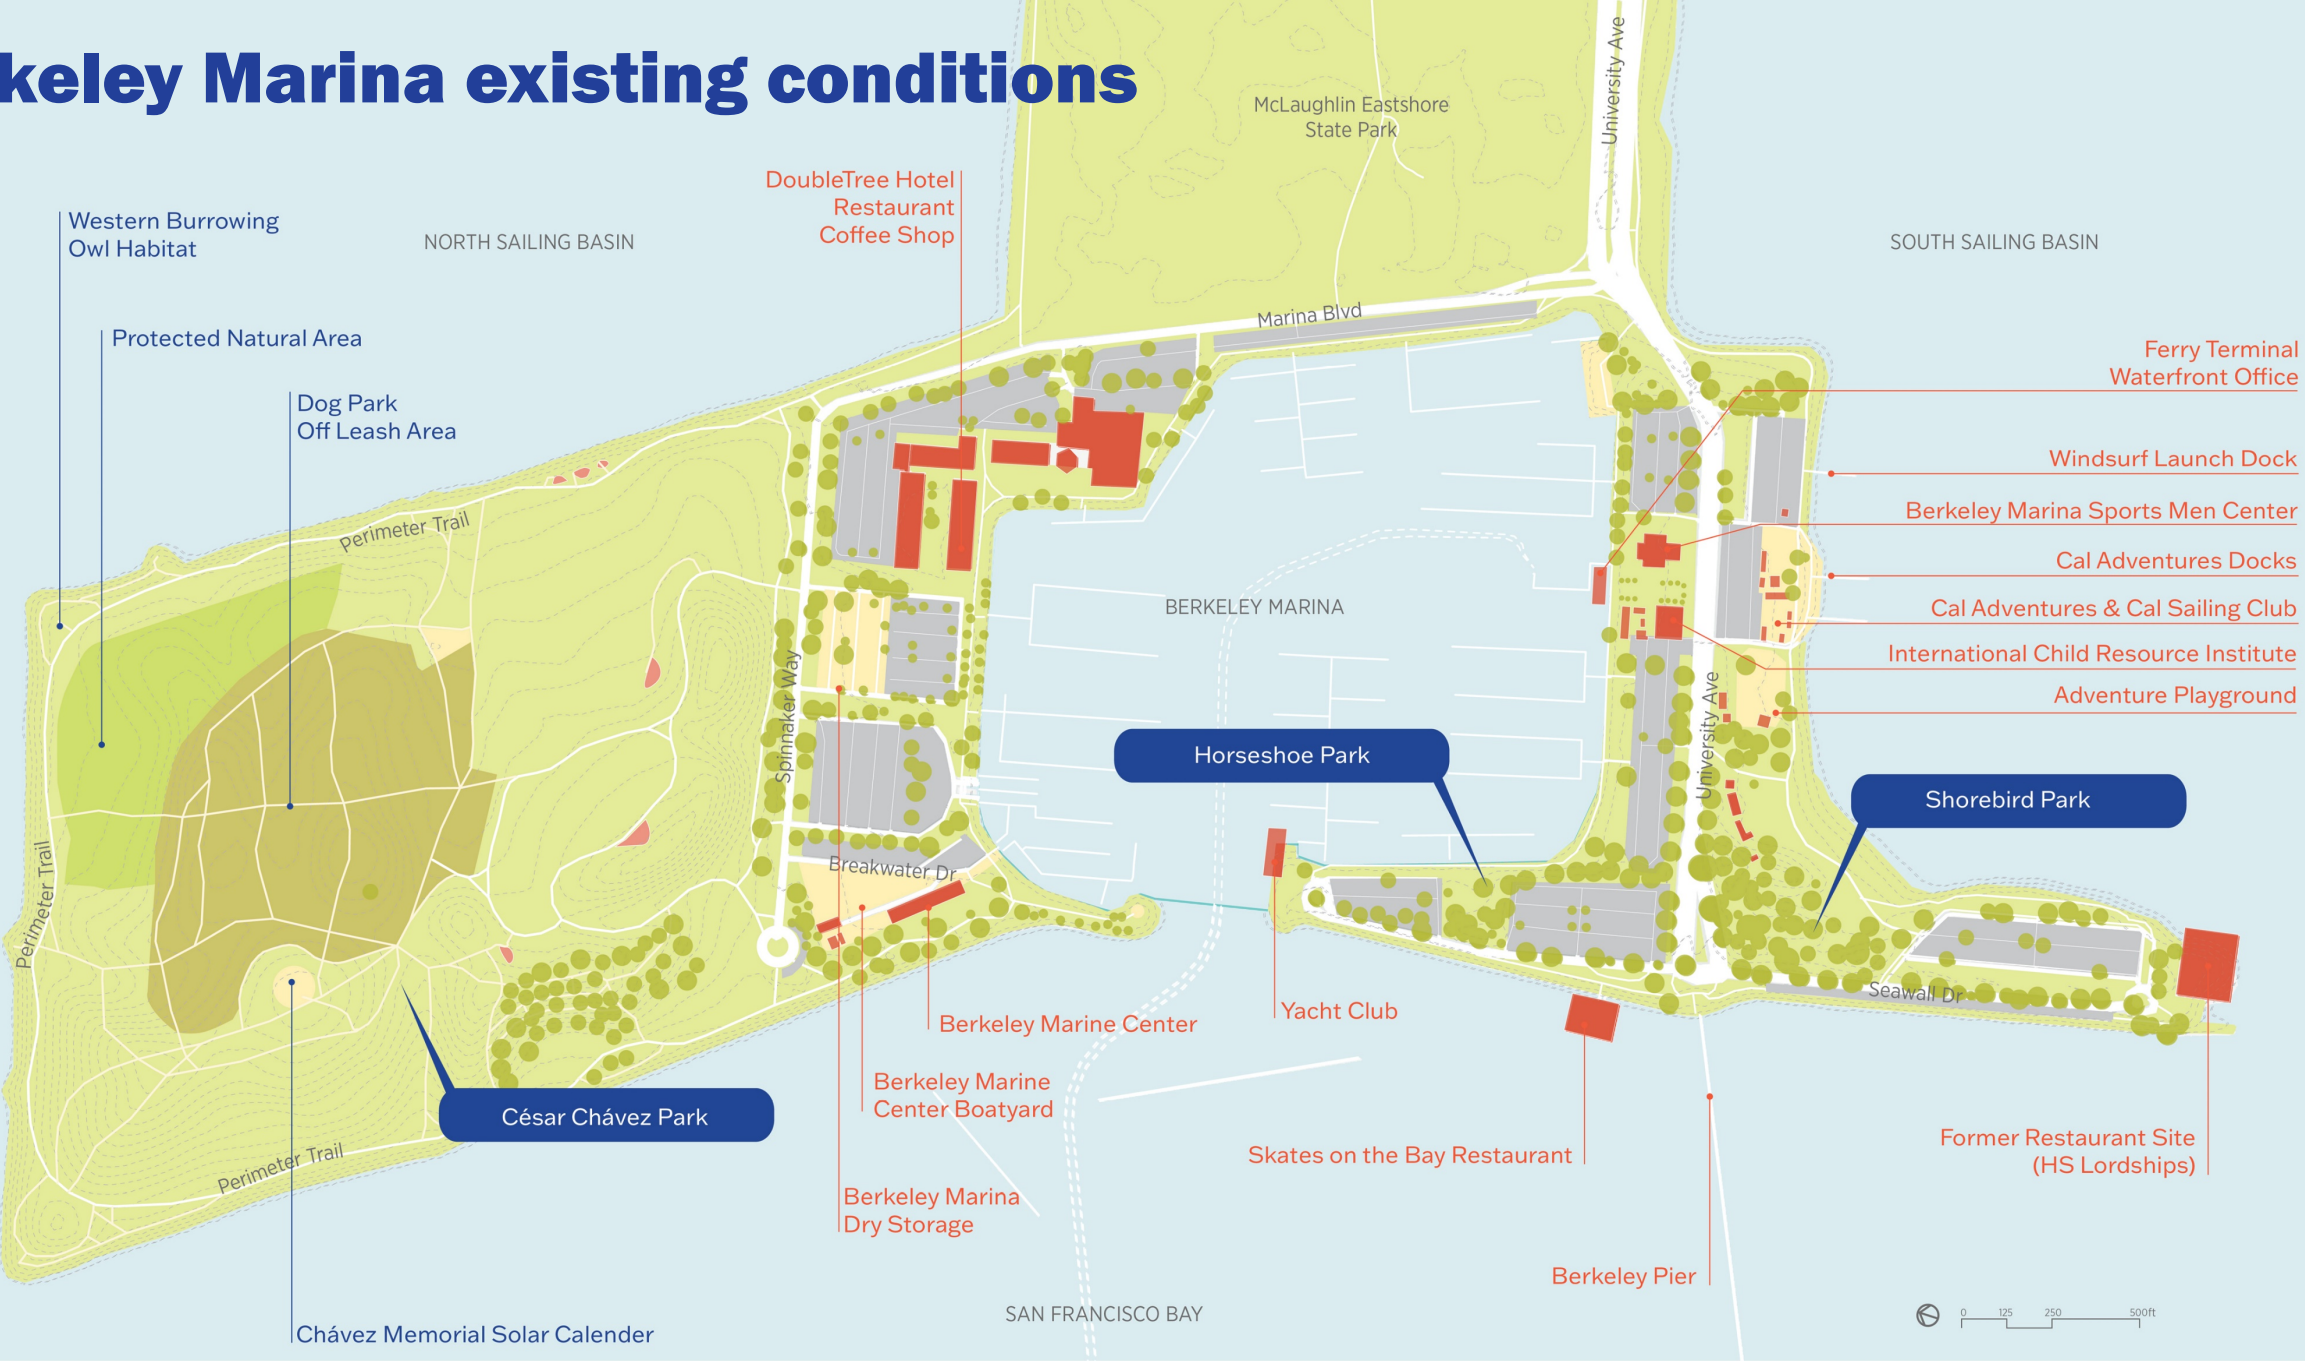 keley Marina existing conditions
University Ave
McLaughlin Eastshore
State Park
DoubleTree Hotel
Restaurant
Coffee Shop
Western Burrowing
Owl Habitat
NORTH SAILING BASIN
SOUTH SAILING BASIN
Marina Blvd
Protected Natural Area
Ferry Terminal
Waterfront Office
Dog Park
Off Leash Area
Windsurf Launch Dock
Berkeley Marina Sports Men Center
Perimeter Trail
Cal Adventures Docks
BERKELEY MARINA
Cal Adventures & Cal Sailing Club
International Child Resource Institute
Adventure Playground
Spinnaker Way
University Ave
Horseshoe Park
Shorebird Park
Breakwater Dr
Perimeter Trail
Seawall Dr
Yacht Club
Berkeley Marine Center
Berkeley Marine
Center Boatyard
César Chávez Park
Perimeter Trail
Skates on the Bay Restaurant
Former Restaurant Site
(HS Lordships)
Berkeley Marina
Dry Storage
Berkeley Pier
SAN FRANCISCO BAY
0 125 250 500ft
Chávez Memorial Solar Calender